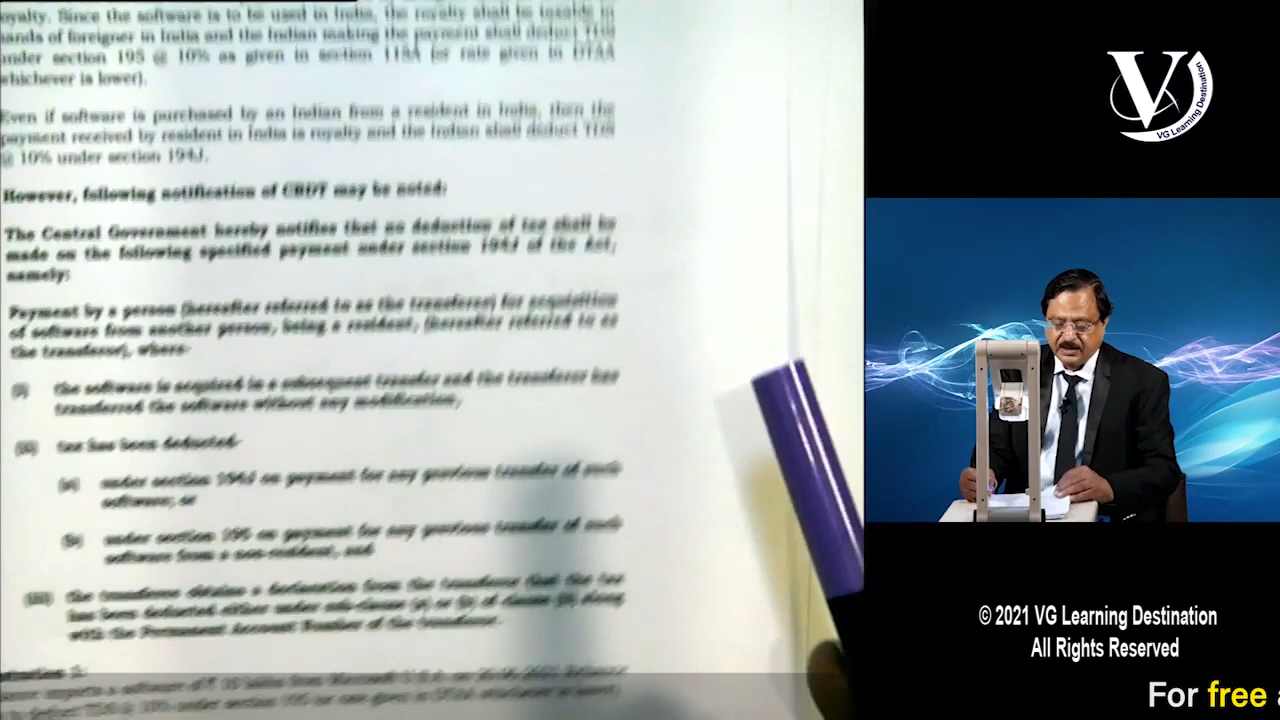 royalty. Since the software is to be used in India, the royalty shall be taxable in
hands of foreigner in India and the Indian making the payment shall deduct TDS
under section 195 @ 10% as given in section 115A (or rate given in DTAA
whichever is lower).
Even if software is purchased by an Indian from a resident in India, then the
payment received by resident in India is royalty and the Indian shall deduct TDS
@ 10% under section 194J.
However, following notification of CBDT may be noted:
The Central Government hereby notifies that no deduction of tax shall be
made on the following specified payment under section 194J of the Act,
namely:
Payment by a person (hereafter referred to as the transferee) for acquisition
of software from another person, being a resident, (hereafter referred to as
the transferor), where-
(i) the software is acquired in a subsequent transfer and the transferor has
transferred the software without any modification,
(ii) tax has been deducted-
(a) under section 194J on payment for any previous transfer of such
software; or
(b) under section 195 on payment for any previous transfer of such
software from a non-resident, and
(iii) the transferee obtains a declaration from the transferor that the tax
has been deducted either under sub-clause (a) or (b) of clause (ii) along
with the Permanent Account Number of the transferor.
VG
VG Learning Destination
© 2021 VG Learning Destination
All Rights Reserved
For free